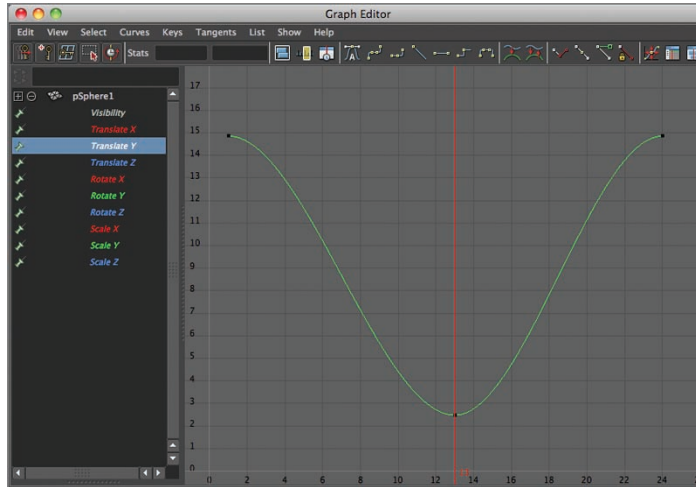 Graph Editor
Edit View Select Curves Keys Tangents List Show Help
Stats
pSphere1
Visibility
Translate X
Translate Y
Translate Z
Rotate X
Rotate Y
Rotate Z
Scale X
Scale Y
Scale Z
17
16
15
14
13
12
11
10
9
8
7
6
5
4
3
2
1
0
0 2 4 6 8 10 12 14 16 18 20 22 24